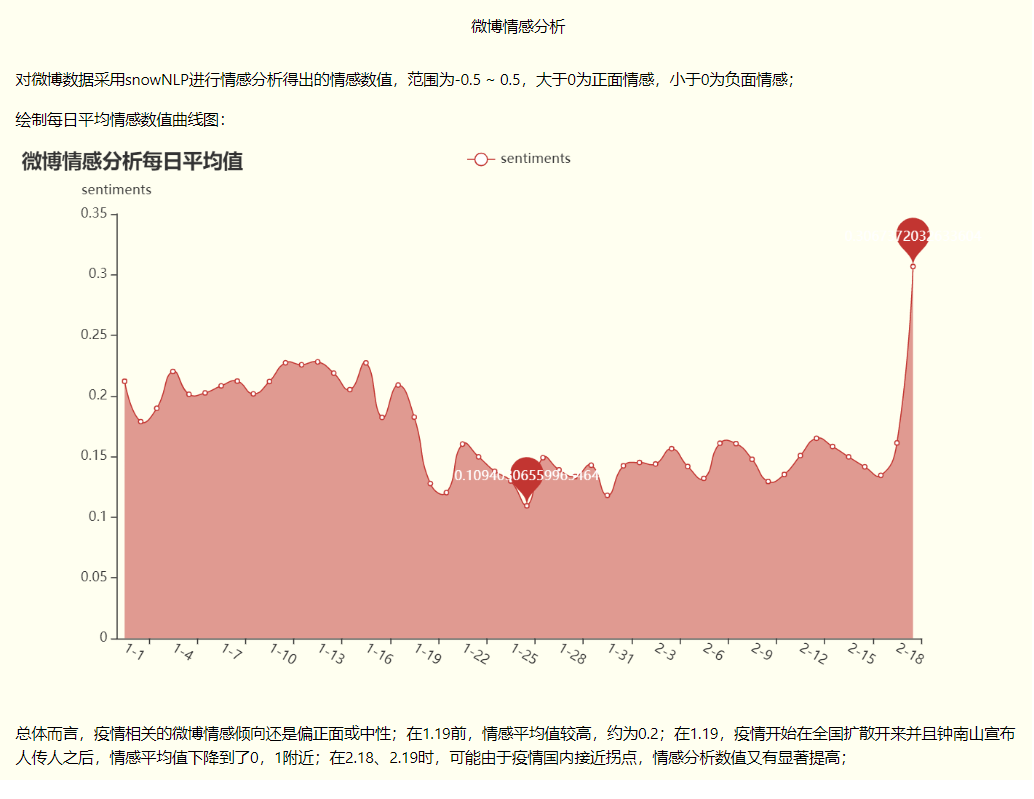 微博情感分析
对微博数据采用snowNLP进行情感分析得出的情感数值，范围为-0.5 ~ 0.5，大于0为正面情感，小于0为负面情感；
绘制每日平均情感数值曲线图：
微博情感分析每日平均值
sentiments
sentiments
0.35
0.3
0.25
0.2
0.15
0.1
0.05
0
1-1 1-4 1-7 1-10 1-13 1-16 1-19 1-22 1-25 1-28 1-31 2-3 2-6 2-9 2-12 2-15 2-18
总体而言，疫情相关的微博情感倾向还是偏正面或中性；在1.19前，情感平均值较高，约为0.2；在1.19，疫情开始在全国扩散开来并且钟南山宣布
人传人之后，情感平均值下降到了0，1附近；在2.18、2.19时，可能由于疫情国内接近拐点，情感分析数值又有显著提高；